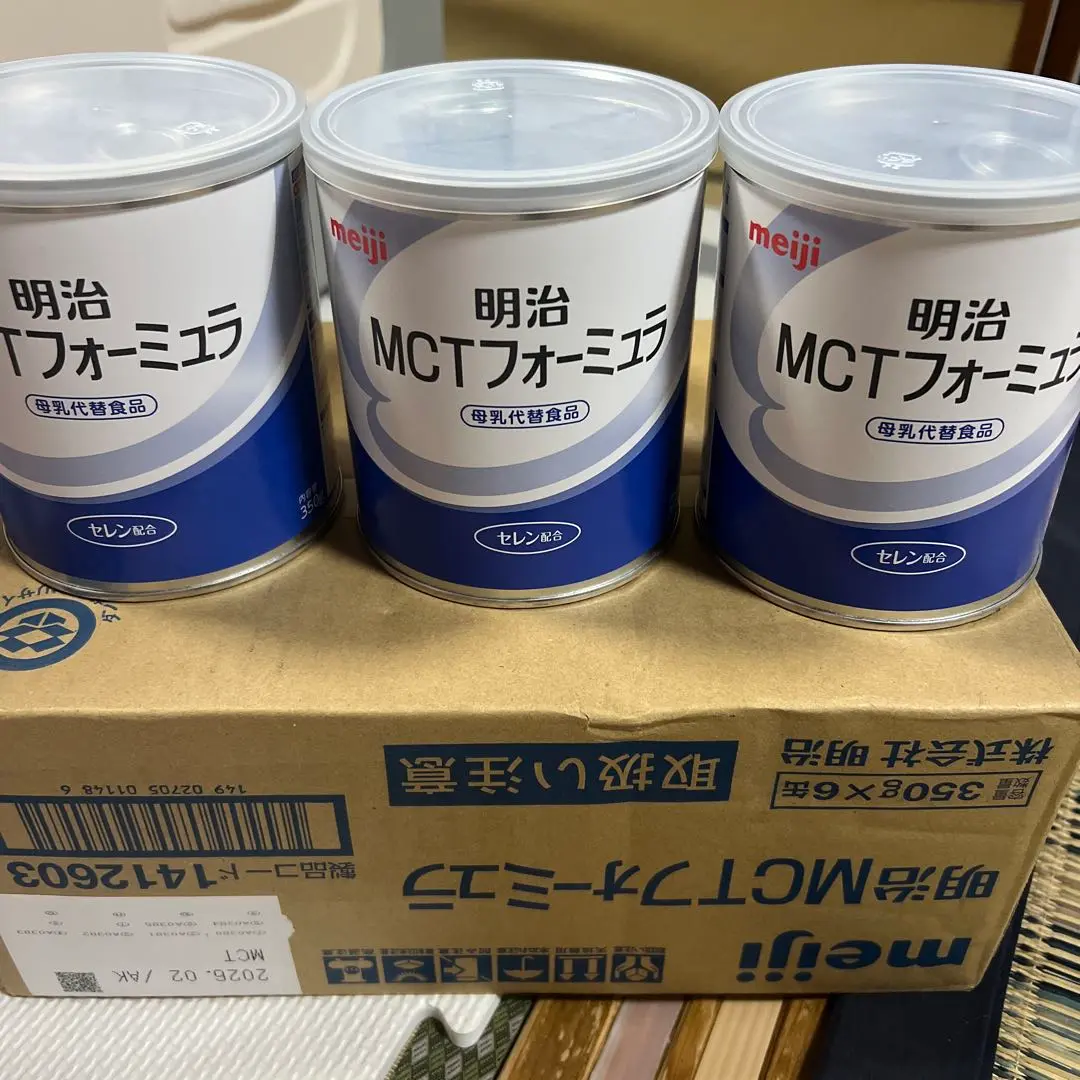 明治
Tフォーミュラ
母乳代替食品
セレン配合
内容量
350g
meiji
明治
MCTフォーミュラ
母乳代替食品
セレン配合
meiji
明治
MCTフォーミュラ
母乳代替食品
セレン配合
取扱い注意
株式会社 明治
容量
数量
350g×6缶
149 02705 01148 6
製品コード1412603
明治MCTフォーミュラ
meiji
MCT
2026.02/AK